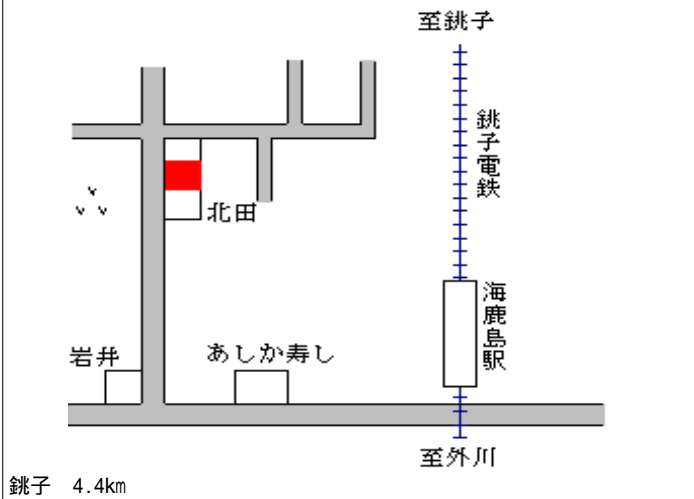 至銚子
銚子電鉄
北田
海鹿島駅
岩弁
あしか寿し
至外川
銚子 4.4km